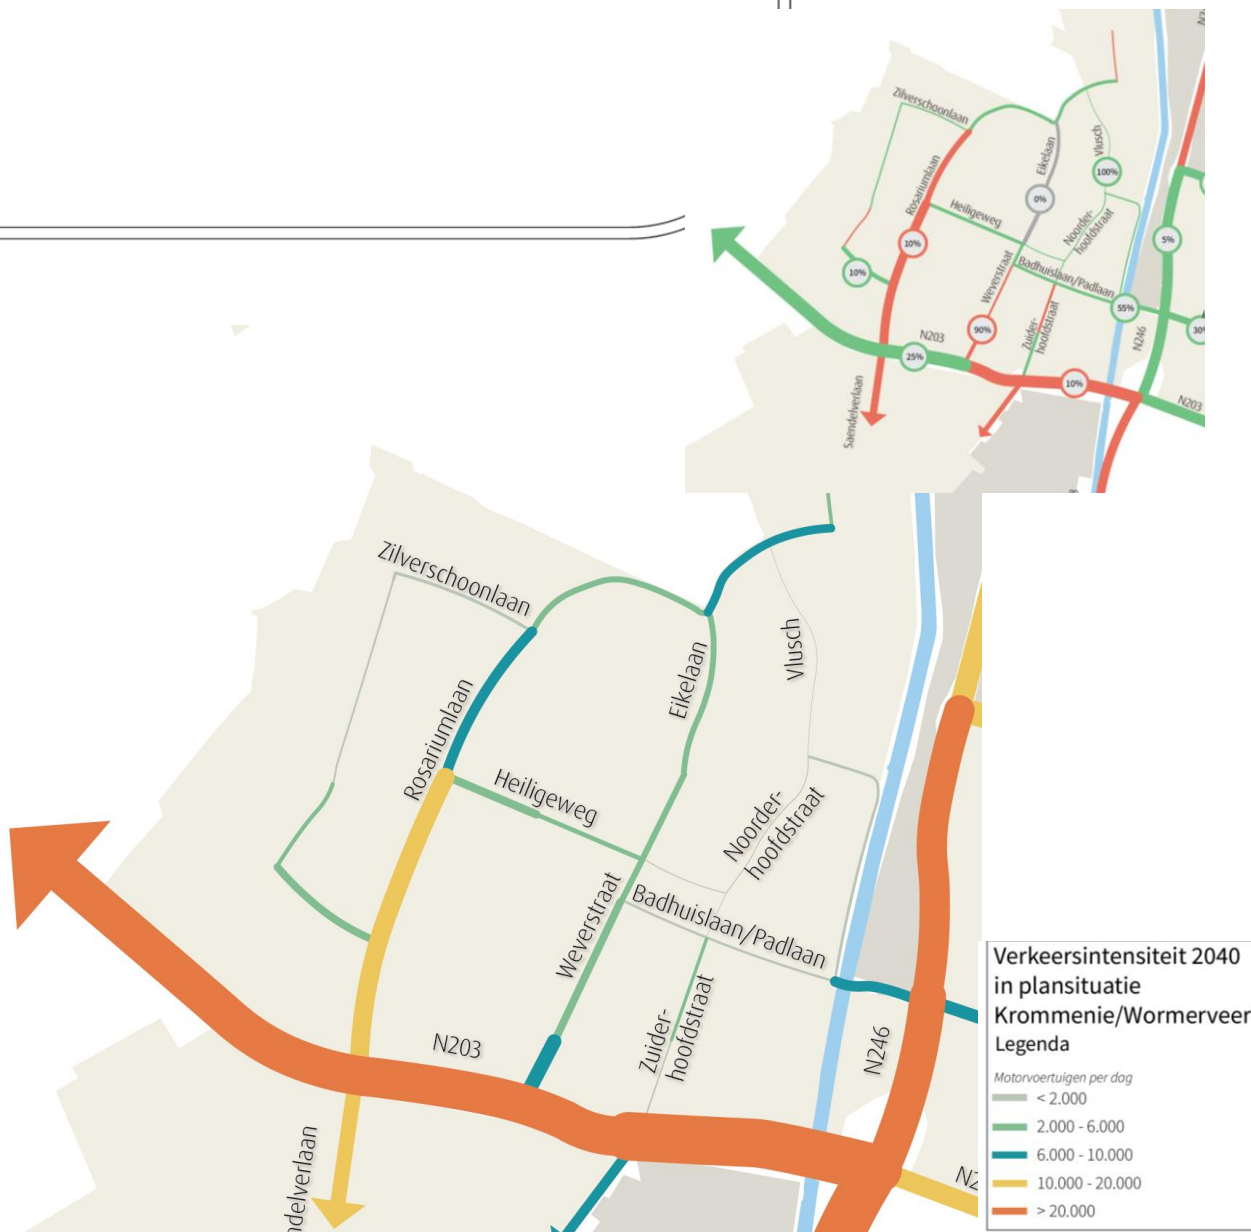 Zilverschoonlaan
Eikelaan
Vlusch
100%
Rosariumlaan
0%
Heiligeweg
Noorder-
hoofdstraat
10%
5%
10%
Weverstraat
Badhuislaan/Padlaan
55%
90%
30%
Zuider-
hoofdstraat
N203
25%
N246
10%
N203
Saendelverlaan
Zilverschoonlaan
Vlusch
Eikelaan
Rosariumlaan
Heiligeweg
Noorder-
hoofdstraat
Weverstraat
Badhuislaan/Padlaan
Zuider-
hoofdstraat
N203
N246
ndelverlaan
Verkeersintensiteit 2040
in plansituatie
Krommenie/Wormerveer
Legenda
Motorvoertuigen per dag
< 2.000
2.000 - 6.000
6.000 - 10.000
10.000 - 20.000
> 20.000